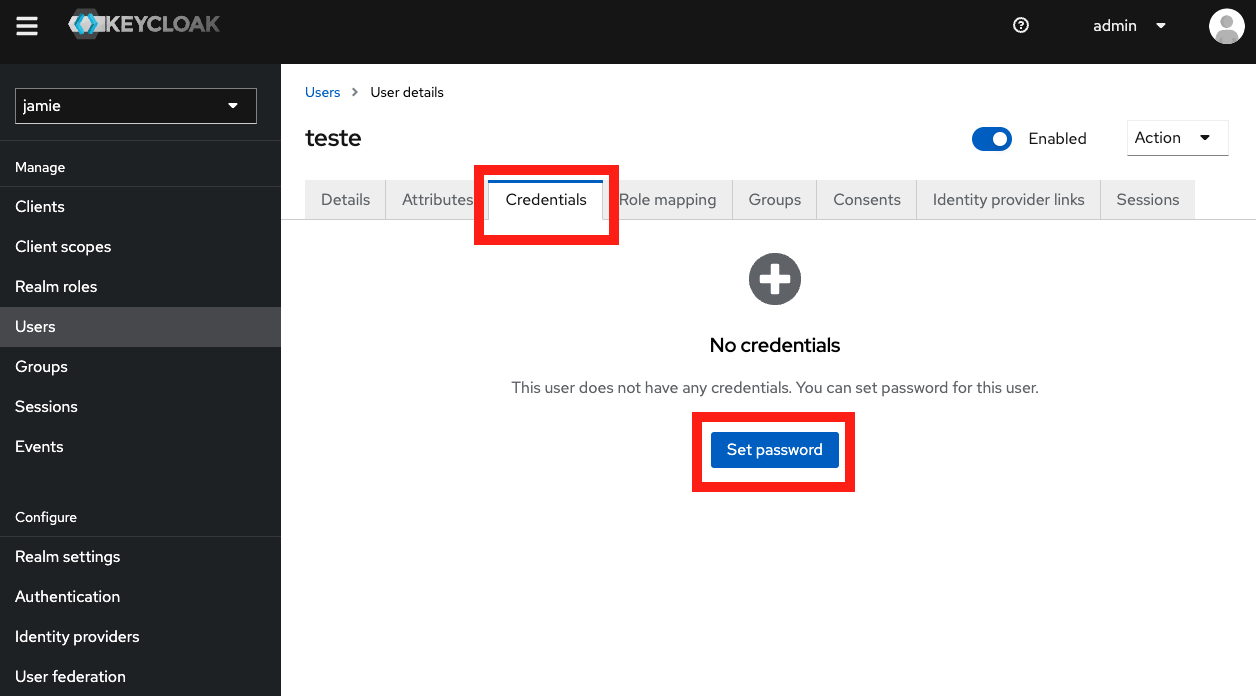 KEYCLOAK
admin
jamie
Manage
Clients
Client scopes
Realm roles
Users
Groups
Sessions
Events
Configure
Realm settings
Authentication
Identity providers
User federation
Users > User details
teste
Enabled
Action
Details Attributes Credentials Role mapping Groups Consents Identity provider links Sessions
No credentials
This user does not have any credentials. You can set password for this user.
Set password